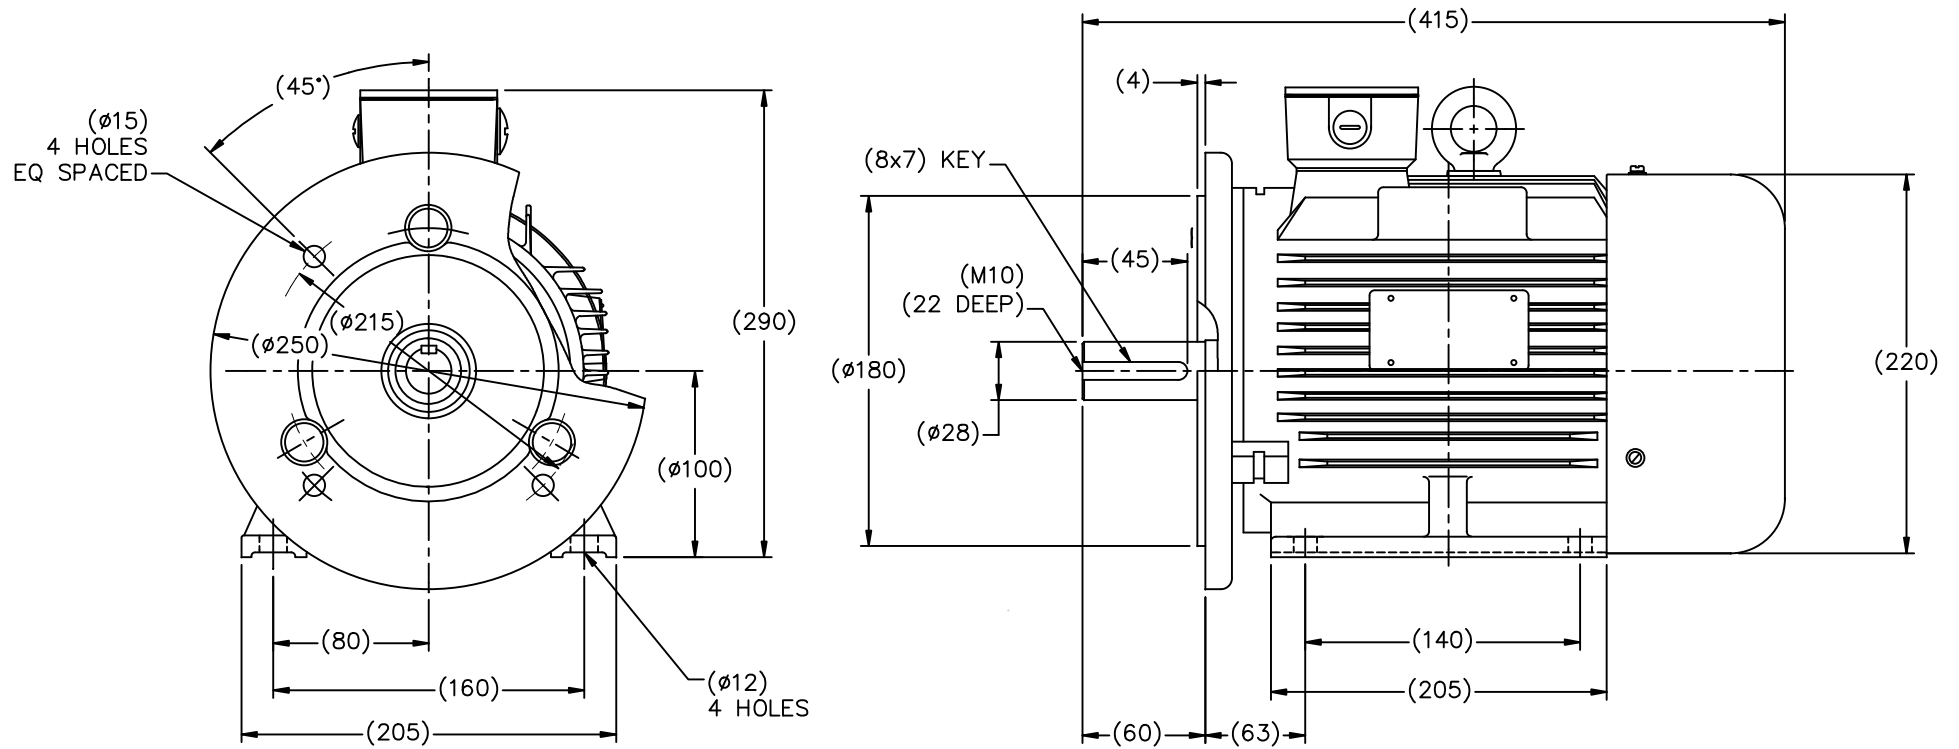 (45°)
(ø15)
4 HOLES
EQ SPACED
(ø215)
(ø250)
(290)
(ø100)
(80)
(160)
(205)
(ø12)
4 HOLES
(415)
(4)
(8x7) KEY
(45)
(M10)
(22 DEEP)
(ø180)
(ø28)
(220)
(140)
(205)
(60)
(63)